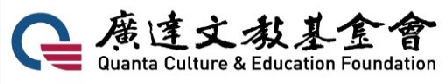 廣達文教基金會
Quanta Culture & Education Foundation